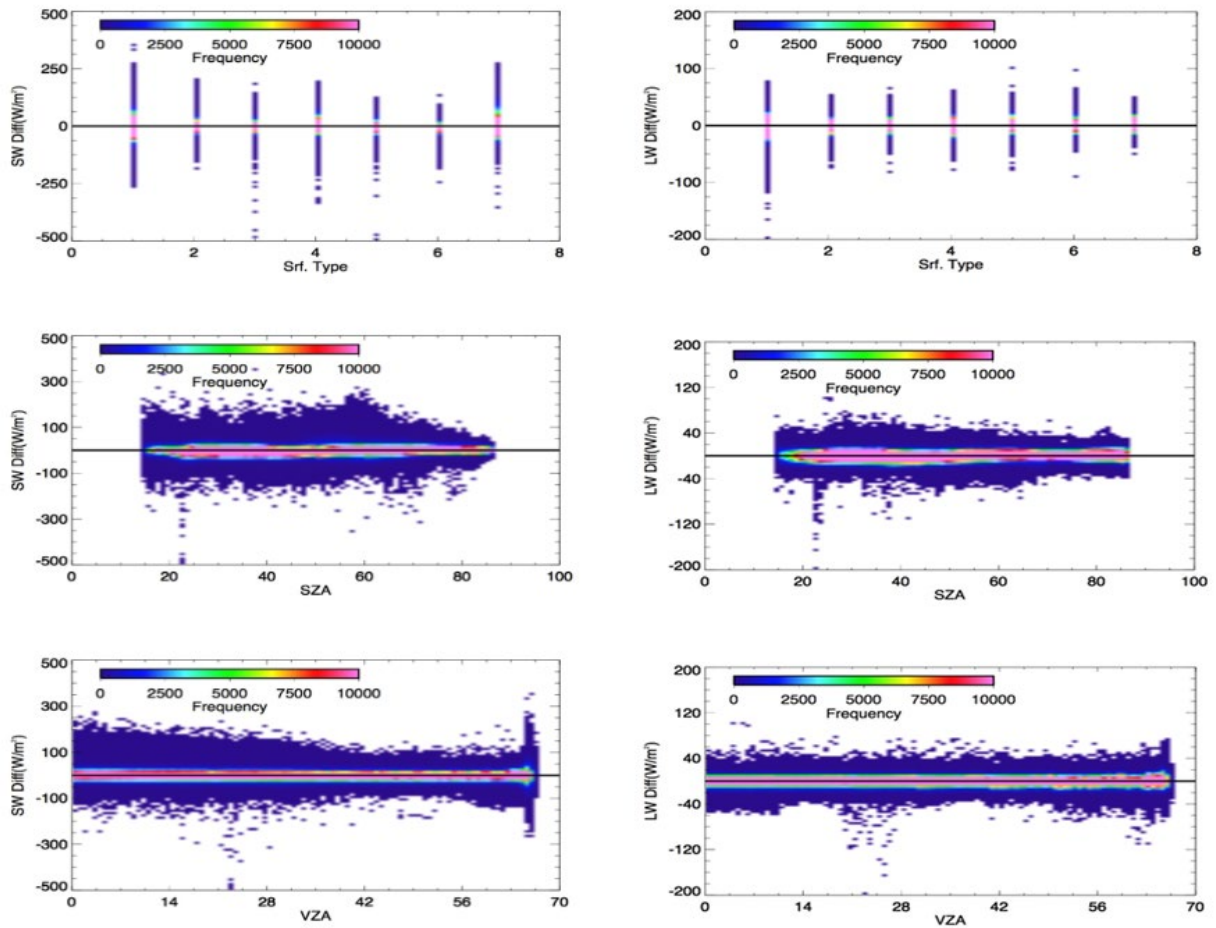 500
250
0
-250
-500
SW Diff(W/m²)
0 2500 5000 7500 10000
Frequency
0 2 4 6 8
Srf. Type
200
100
0
-100
-200
LW Diff(W/m²)
0 2500 5000 7500 10000
Frequency
0 2 4 6 8
Srf. Type
500
300
100
-100
-300
-500
SW Diff(W/m²)
0 2500 5000 7500 10000
Frequency
0 20 40 60 80 100
SZA
200
120
40
-40
-120
-200
LW Diff(W/m²)
0 2500 5000 7500 10000
Frequency
0 20 40 60 80 100
SZA
500
300
100
-100
-300
-500
SW Diff(W/m²)
0 2500 5000 7500 10000
Frequency
0 14 28 42 56 70
VZA
200
120
40
-40
-120
-200
LW Diff(W/m²)
0 2500 5000 7500 10000
Frequency
0 14 28 42 56 70
VZA